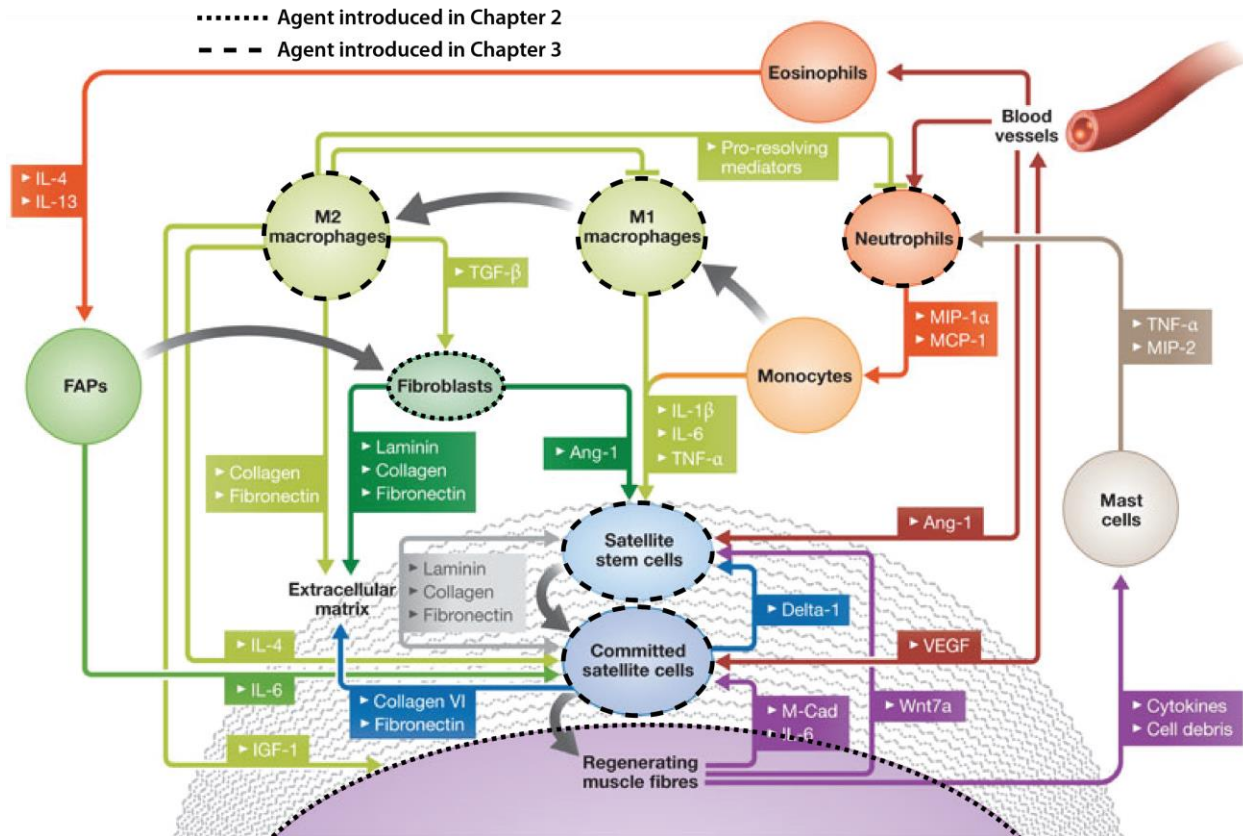 Agent introduced in Chapter 2
Agent introduced in Chapter 3
Eosinophils
Blood
vessels
▸ Pro-resolving
mediators
▸ IL-4
▸ IL-13
M2
macrophages
M1
macrophages
Neutrophils
▸ TGF-β
▸ MIP-1α
▸ MCP-1
▸ TNF-α
▸ MIP-2
FAPs
Fibroblasts
Monocytes
▸ Laminin
▸ Collagen
▸ Fibronectin
▸ Ang-1
▸ IL-1β
▸ IL-6
▸ TNF-α
▸ Collagen
▸ Fibronectin
Mast
cells
▸ Ang-1
Satellite
stem cells
▸ Laminin
▸ Collagen
▸ Fibronectin
Extracellular
matrix
▸ Delta-1
▸ IL-4
Committed
satellite cells
▸ VEGF
▸ IL-6
▸ Collagen VI
▸ Fibronectin
▸ M-Cad
▸ IL-6
▸ Wnt7a
▸ Cytokines
▸ Cell debris
▸ IGF-1
Regenerating
muscle fibres